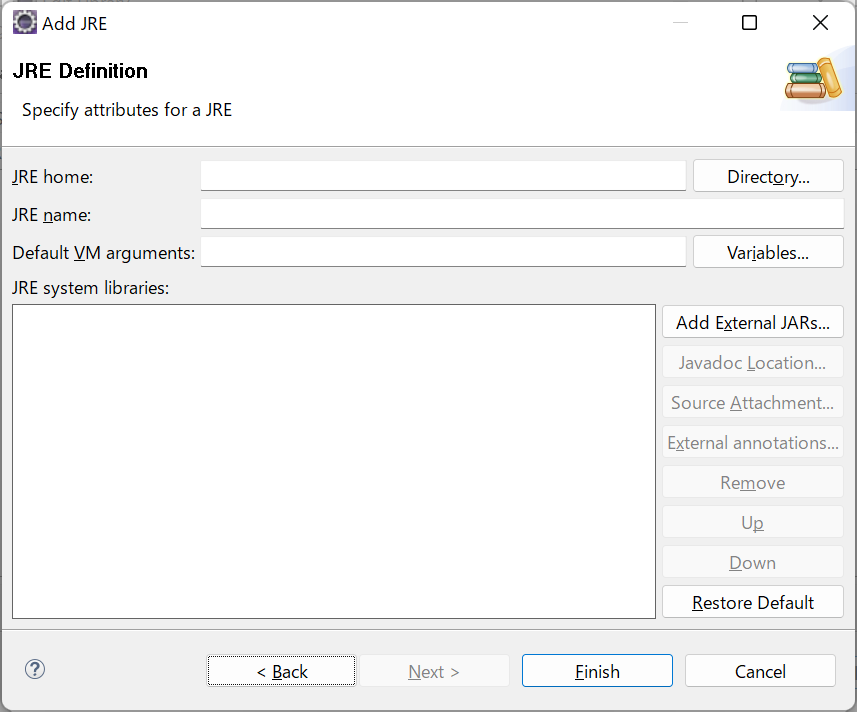 Add JRE
JRE Definition
Specify attributes for a JRE
JRE home:
Directory...
JRE name:
Default VM arguments:
Variables...
JRE system libraries:
Add External JARs...
Javadoc Location...
Source Attachment...
External annotations...
Remove
Up
Down
Restore Default
?
< Back
Next >
Finish
Cancel